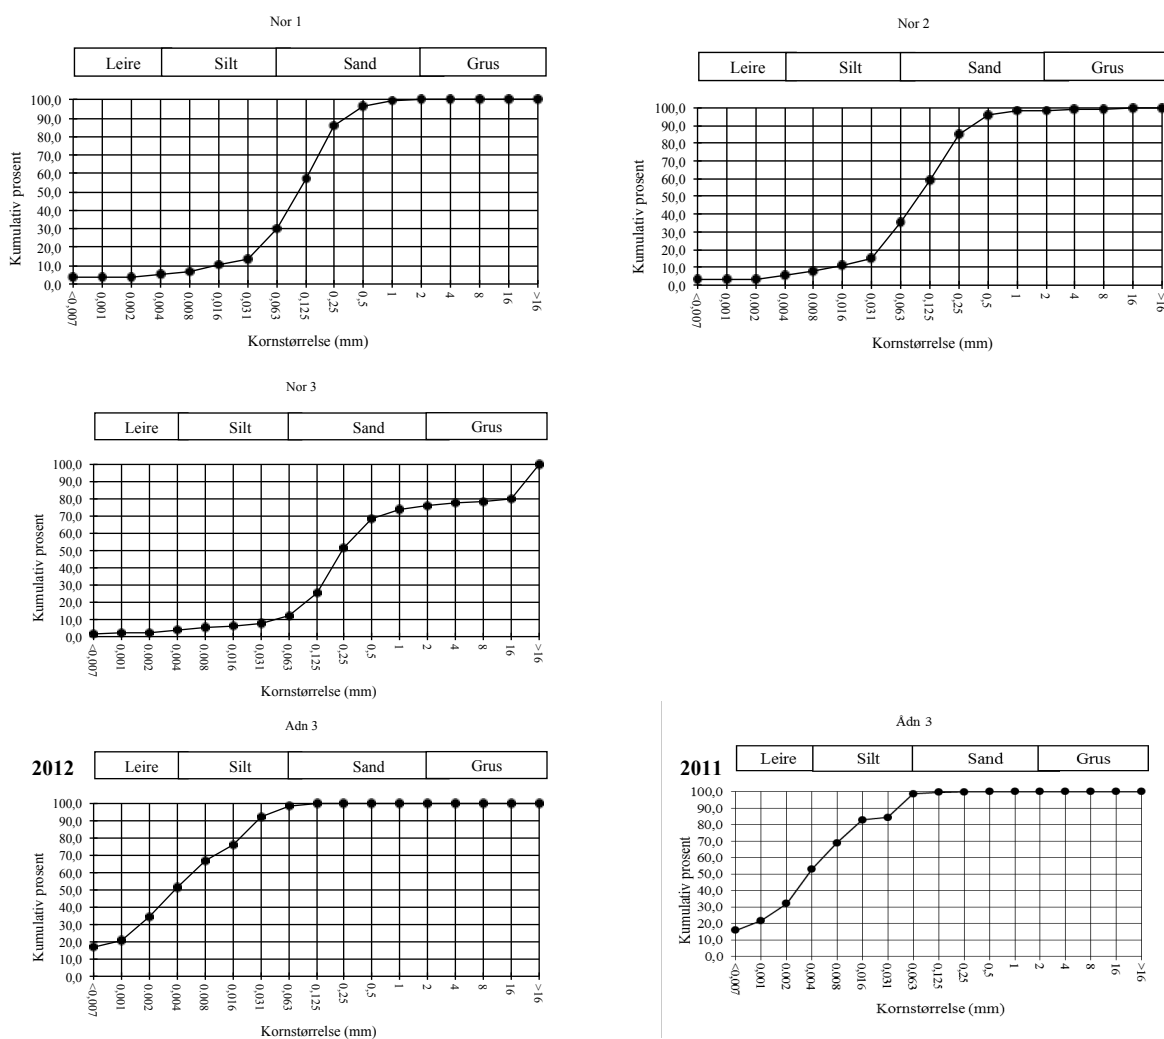 Nor 1
Leire Silt Sand Grus
100,0
90,0
80,0
70,0
60,0
50,0
40,0
30,0
20,0
10,0
0,0
Kumulativ prosent
<0,007 0,001 0.002 0,004 0,008 0,016 0,031 0,063 0,125 0,25 0,5 1 2 4 8 16 >16
Kornstørrelse (mm)
Nor 2
Leire Silt Sand Grus
100,0
90,0
80,0
70,0
60,0
50,0
40,0
30,0
20,0
10,0
0,0
Kumulativ prosent
<0,007 0,001 0,002 0,004 0,008 0,016 0,031 0,063 0,125 0,25 0,5 1 2 4 8 16 >16
Kornstørrelse (mm)
Nor 3
Leire Silt Sand Grus
100,0
90,0
80,0
70,0
60,0
50,0
40,0
30,0
20,0
10,0
0,0
Kumulativ prosent
<0,007 0,001 0.002 0,004 0,008 0,016 0,031 0,063 0,125 0,25 0,5 1 2 4 8 16 >16
Kornstørrelse (mm)
Adn 3
2012
Leire Silt Sand Grus
100,0
90,0
80,0
70,0
60,0
50,0
40,0
30,0
20,0
10,0
0,0
Kumulativ prosent
<0,007 0,001 0.002 0,004 0,008 0,016 0,031 0,063 0,125 0,25 0,5 1 2 4 8 16 >16
Kornstørrelse (mm)
Ådn 3
2011
Leire Silt Sand Grus
100,0
90,0
80,0
70,0
60,0
50,0
40,0
30,0
20,0
10,0
0,0
Kumulativ prosent
<0,007 0.001 0.002 0,004 0,008 0,016 0,031 0,063 0,125 0,25 0,5 1 2 4 8 16 >16
Kornstørrelse (mm)